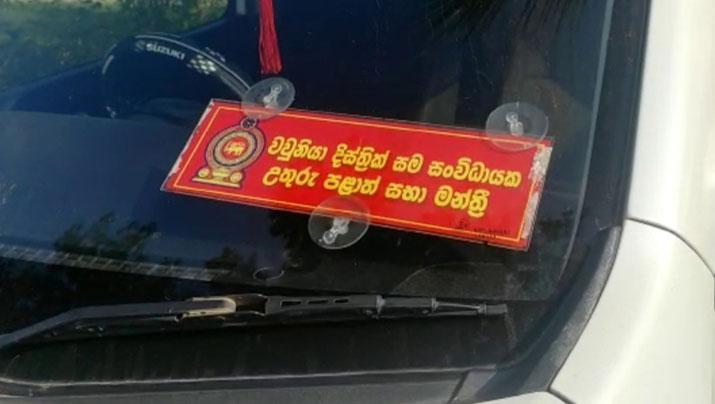 SUZUKI
වවුනියා දිස්ත්‍රික් සම සංවිධායක
උතුරු පළාත් සභා මන්ත්‍රී